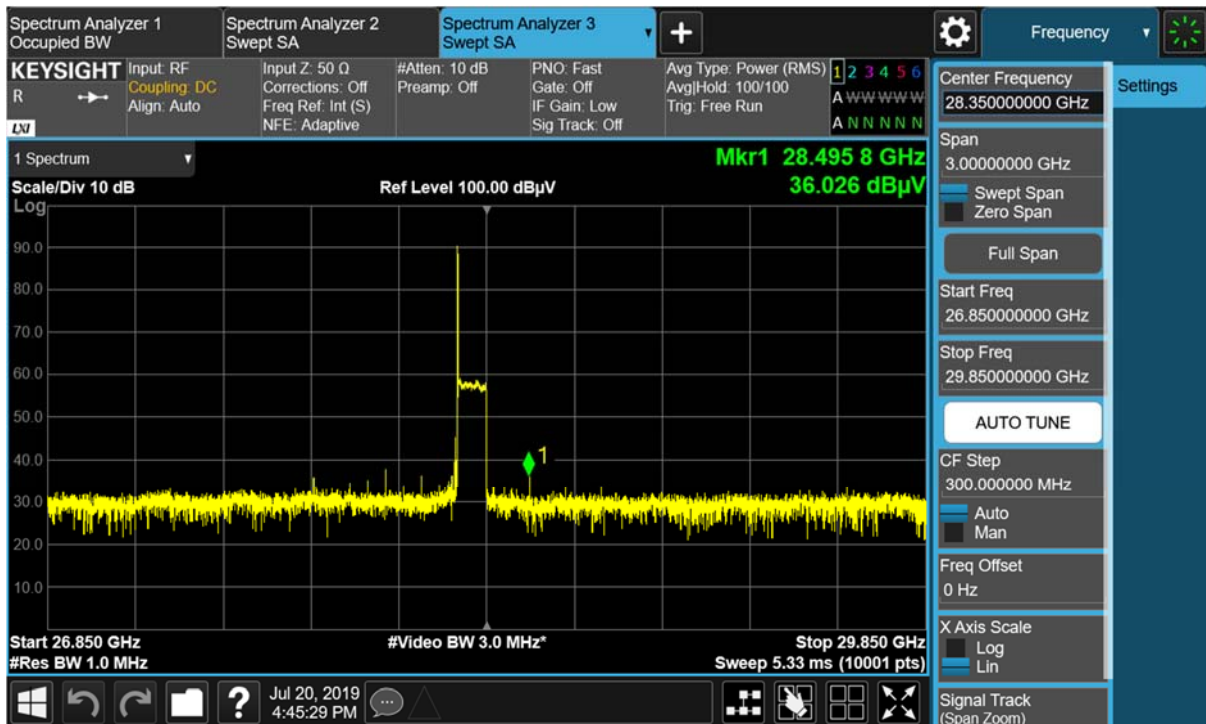 Spectrum Analyzer 1
Occupied BW
Spectrum Analyzer 2
Swept SA
Spectrum Analyzer 3
Swept SA
Frequency
KEYSIGHT
R
LXI
Input: RF
Coupling: DC
Align: Auto
Input Z: 50 Ω
Corrections: Off
Freq Ref: Int (S)
NFE: Adaptive
#Atten: 10 dB
Preamp: Off
PNO: Fast
Gate: Off
IF Gain: Low
Sig Track: Off
Avg Type: Power (RMS)
Avg|Hold: 100/100
Trig: Free Run
1 2 3 4 5 6
A W W W W W
A N N N N N
Center Frequency
28.350000000 GHz
Settings
Span
3.00000000 GHz
Swept Span
Zero Span
Full Span
Start Freq
26.850000000 GHz
Stop Freq
29.850000000 GHz
AUTO TUNE
CF Step
300.000000 MHz
Auto
Man
Freq Offset
0 Hz
X Axis Scale
Log
Lin
Signal Track
(Span Zoom)
1 Spectrum
Scale/Div 10 dB
Ref Level 100.00 dBµV
Mkr1 28.495 8 GHz
36.026 dBµV
Log
90.0
80.0
70.0
60.0
50.0
40.0
30.0
20.0
10.0
1
Start 26.850 GHz
#Video BW 3.0 MHz*
Stop 29.850 GHz
#Res BW 1.0 MHz
Sweep 5.33 ms (10001 pts)
?
Jul 20, 2019
4:45:29 PM